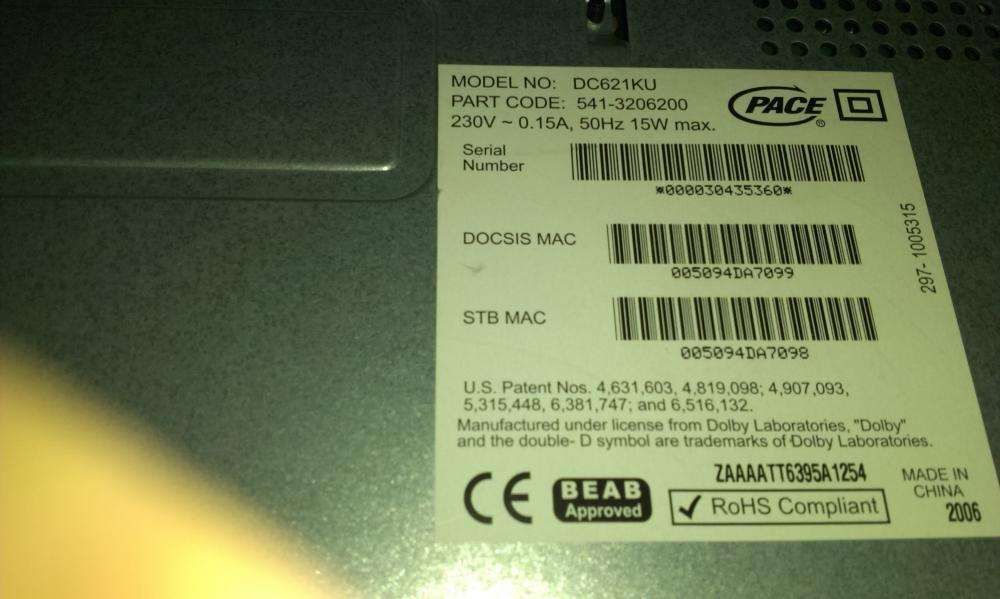 MODEL NO: DC621KU
PART CODE: 541-3206200
230V ~ 0.15A, 50Hz 15W max.
PACE®
Serial
Number
*000030435360*
DOCSIS MAC
005094DA7099
297- 1005315
STB MAC
005094DA7098
U.S. Patent Nos. 4,631,603, 4,819,098; 4,907,093,
5,315,448, 6,381,747; and 6,516,132.
Manufactured under license from Dolby Laboratories, "Dolby"
and the double- D symbol are trademarks of Dolby Laboratories.
CE
BEAB
Approved
ZAAAATT6395A1254
✓ RoHS Compliant
MADE IN
CHINA
2006